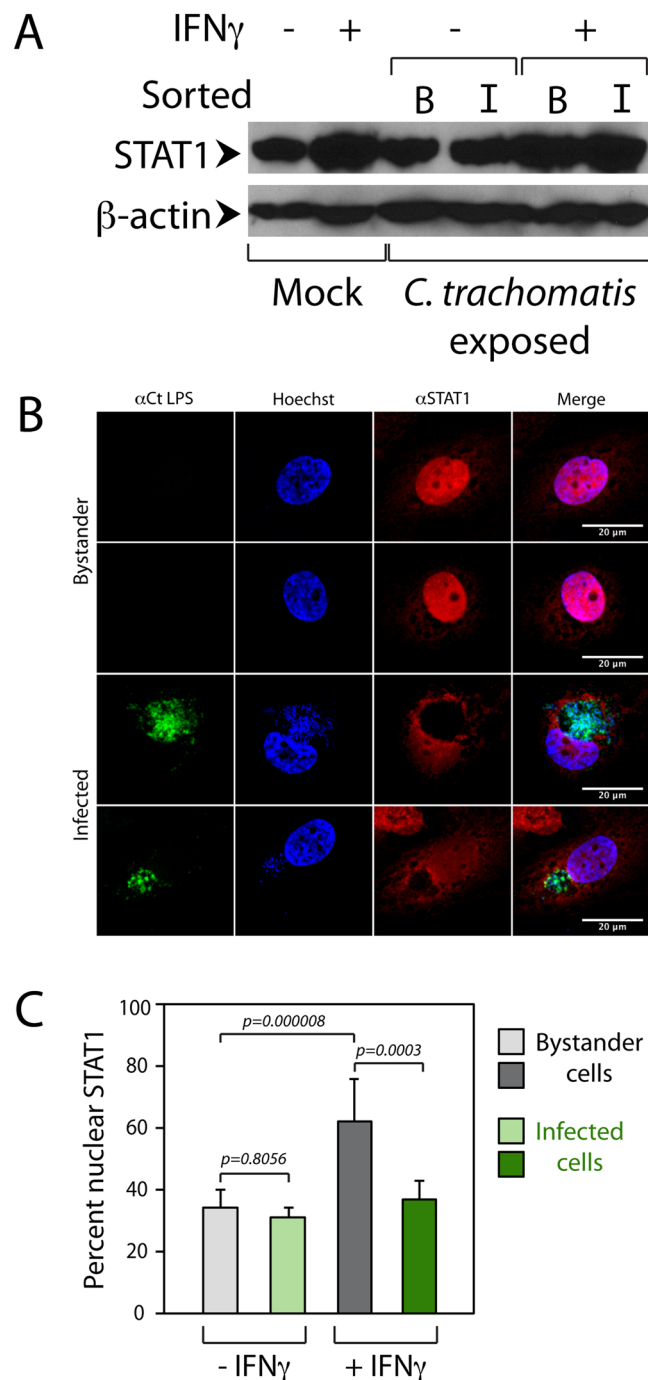 A
IFNγ - + - +
Sorted B I B I
STAT1
β-actin
Mock C. trachomatis
exposed
B
αCt LPS Hoechst αSTAT1 Merge
Bystander
20 µm
20 µm
Infected
20 µm
20 µm
C
Percent nuclear STAT1
100
80
60
40
20
0
p=0.000008
p=0.0003
p=0.8056
- IFNγ + IFNγ
Bystander
cells
Infected
cells